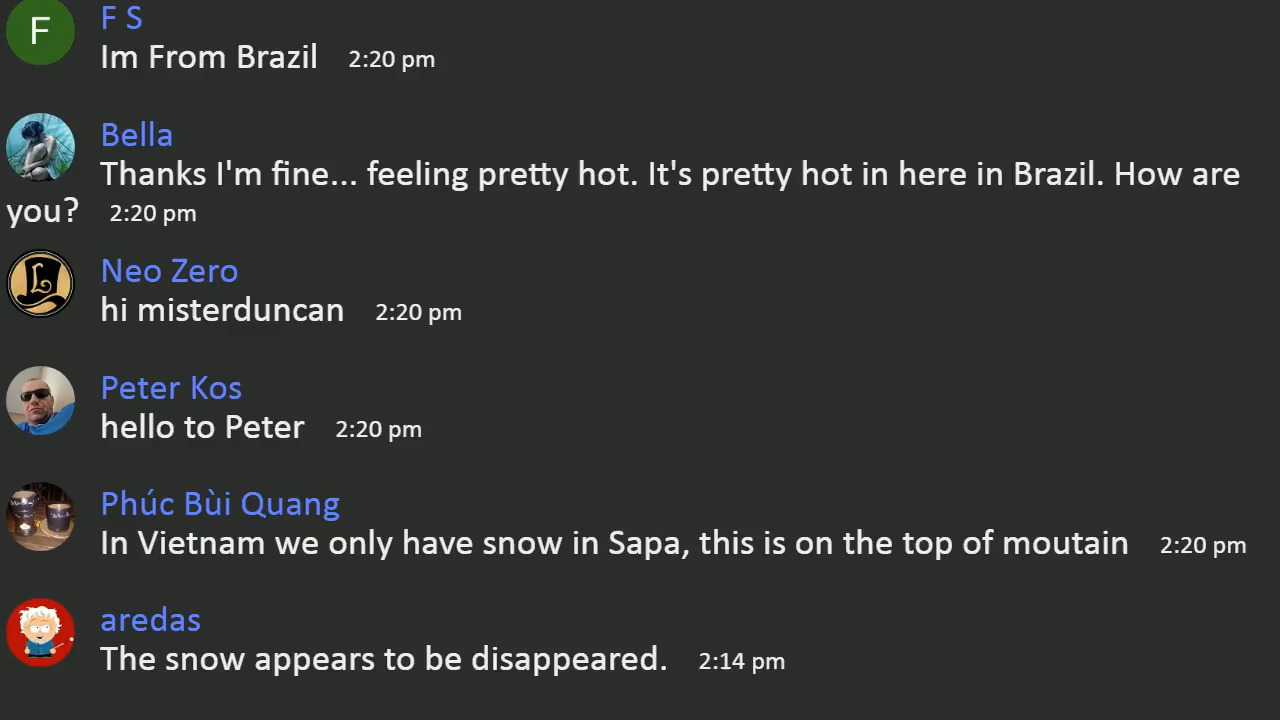 F
F S
Im From Brazil 2:20 pm
Bella
Thanks I'm fine... feeling pretty hot. It's pretty hot in here in Brazil. How are
you? 2:20 pm
L
Neo Zero
hi misterduncan 2:20 pm
Peter Kos
hello to Peter 2:20 pm
Phúc Bùi Quang
In Vietnam we only have snow in Sapa, this is on the top of moutain 2:20 pm
aredas
The snow appears to be disappeared. 2:14 pm